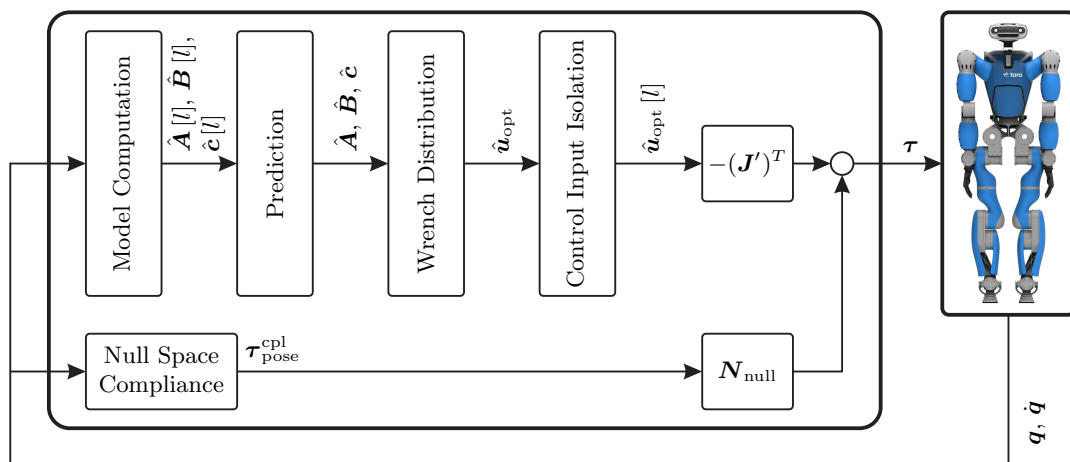 Model Computation
Â [l], B̂ [l],
ĉ [l]
Prediction
Â, B̂, ĉ
Wrench Distribution
û_opt
Control Input Isolation
û_opt [l]
−(J′)^T
τ
toro
Null Space
Compliance
τ_pose^cpl
N_null
q, q̇